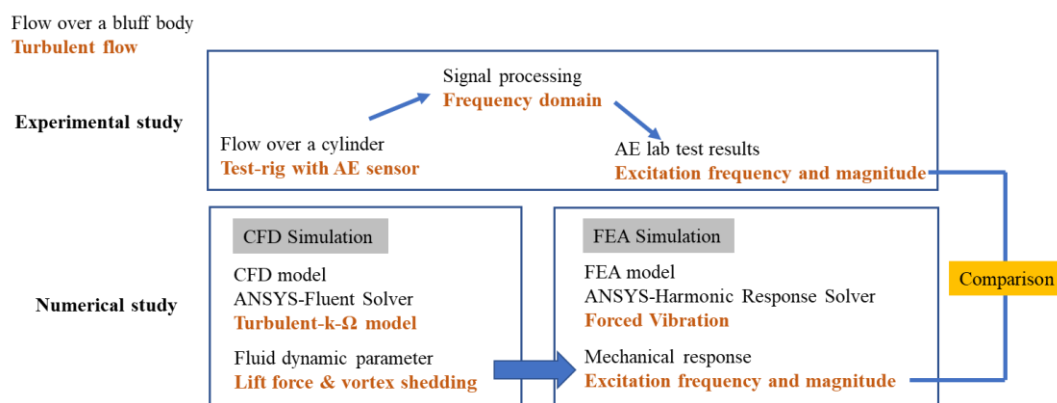 Flow over a bluff body
Turbulent flow
Experimental study
Signal processing
Frequency domain
Flow over a cylinder
Test-rig with AE sensor
AE lab test results
Excitation frequency and magnitude
Numerical study
CFD Simulation
CFD model
ANSYS-Fluent Solver
Turbulent-k-Ω model
Fluid dynamic parameter
Lift force & vortex shedding
FEA Simulation
FEA model
ANSYS-Harmonic Response Solver
Forced Vibration
Mechanical response
Excitation frequency and magnitude
Comparison